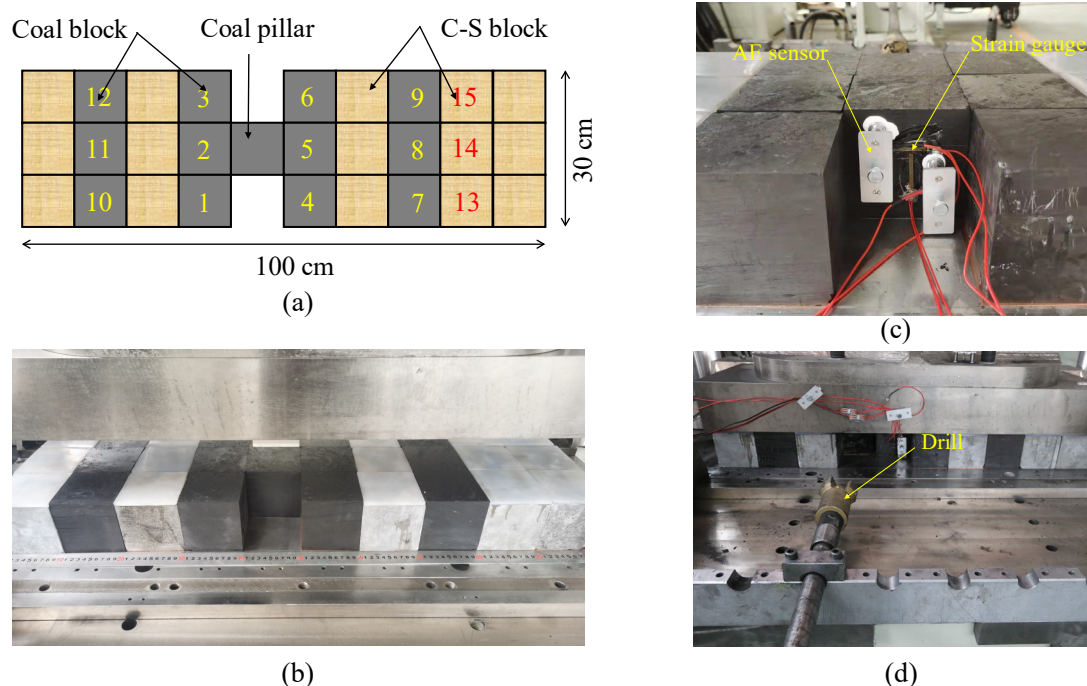 Coal block
Coal pillar
C-S block
12 3 6 9 15
11 2 5 8 14
10 1 4 7 13
30 cm
100 cm
(a)
AE sensor
Strain gauge
(c)
(b)
Drill
(d)